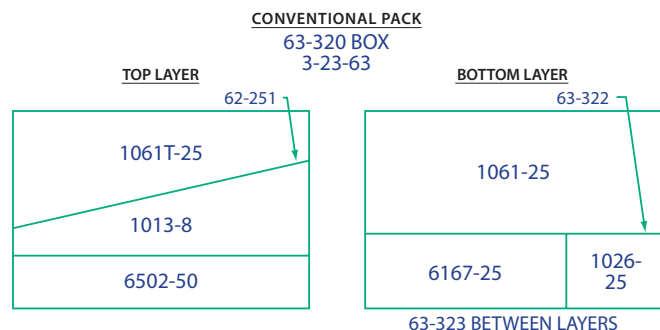 CONVENTIONAL PACK
63-320 BOX
3-23-63
TOP LAYER
62-251
1061T-25
1013-8
6502-50
BOTTOM LAYER
63-322
1061-25
6167-25
1026-
25
63-323 BETWEEN LAYERS